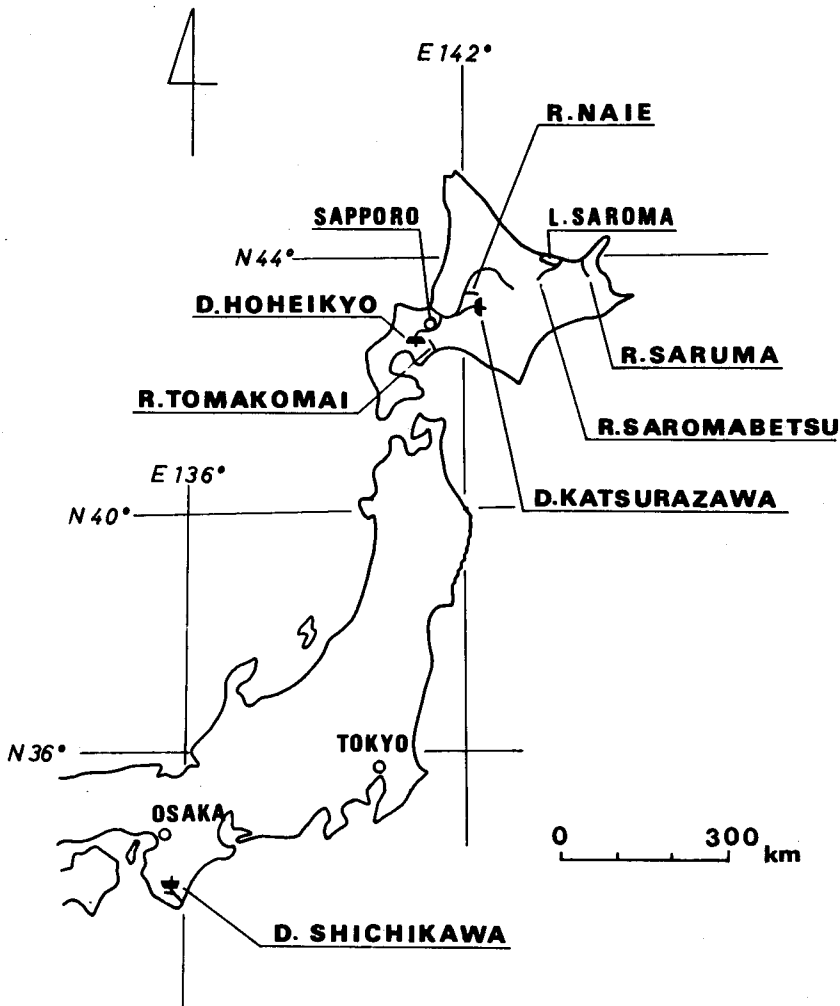 E 142°
R.NAIE
SAPPORO
L.SAROMA
N 44°
D.HOHEIKYO
R.SARUMA
R.TOMAKOMAI
R.SAROMABETSU
E 136°
D.KATSURAZAWA
N 40°
TOKYO
N 36°
OSAKA
0 300 km
D. SHICHIKAWA